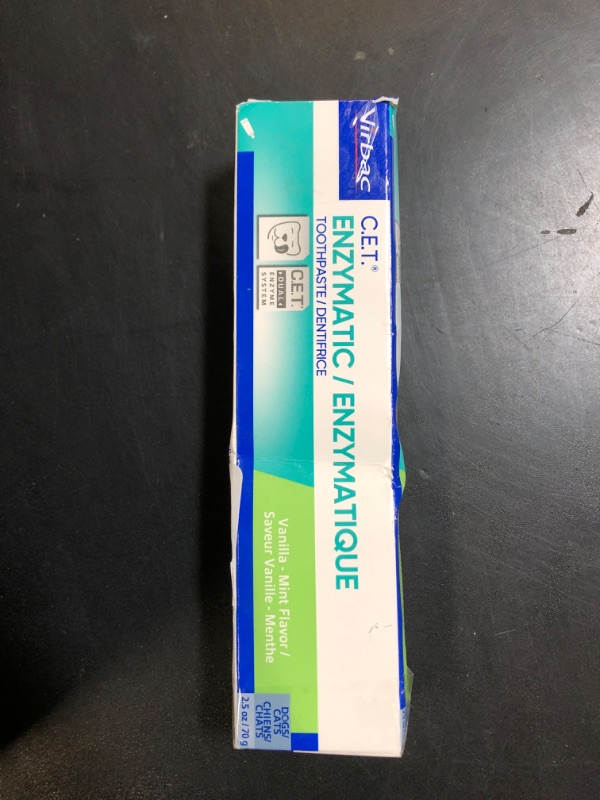 Virbac
C.E.T.®
ENZYMATIC / ENZYMATIQUE
TOOTHPASTE / DENTIFRICE
C.E.T.
DUAL
ENZYME
SYSTEM
Vanilla - Mint Flavor /
Saveur Vanille - Menthe
DOGS/
CATS
CHIENS/
CHATS
2.5 oz / 70 g